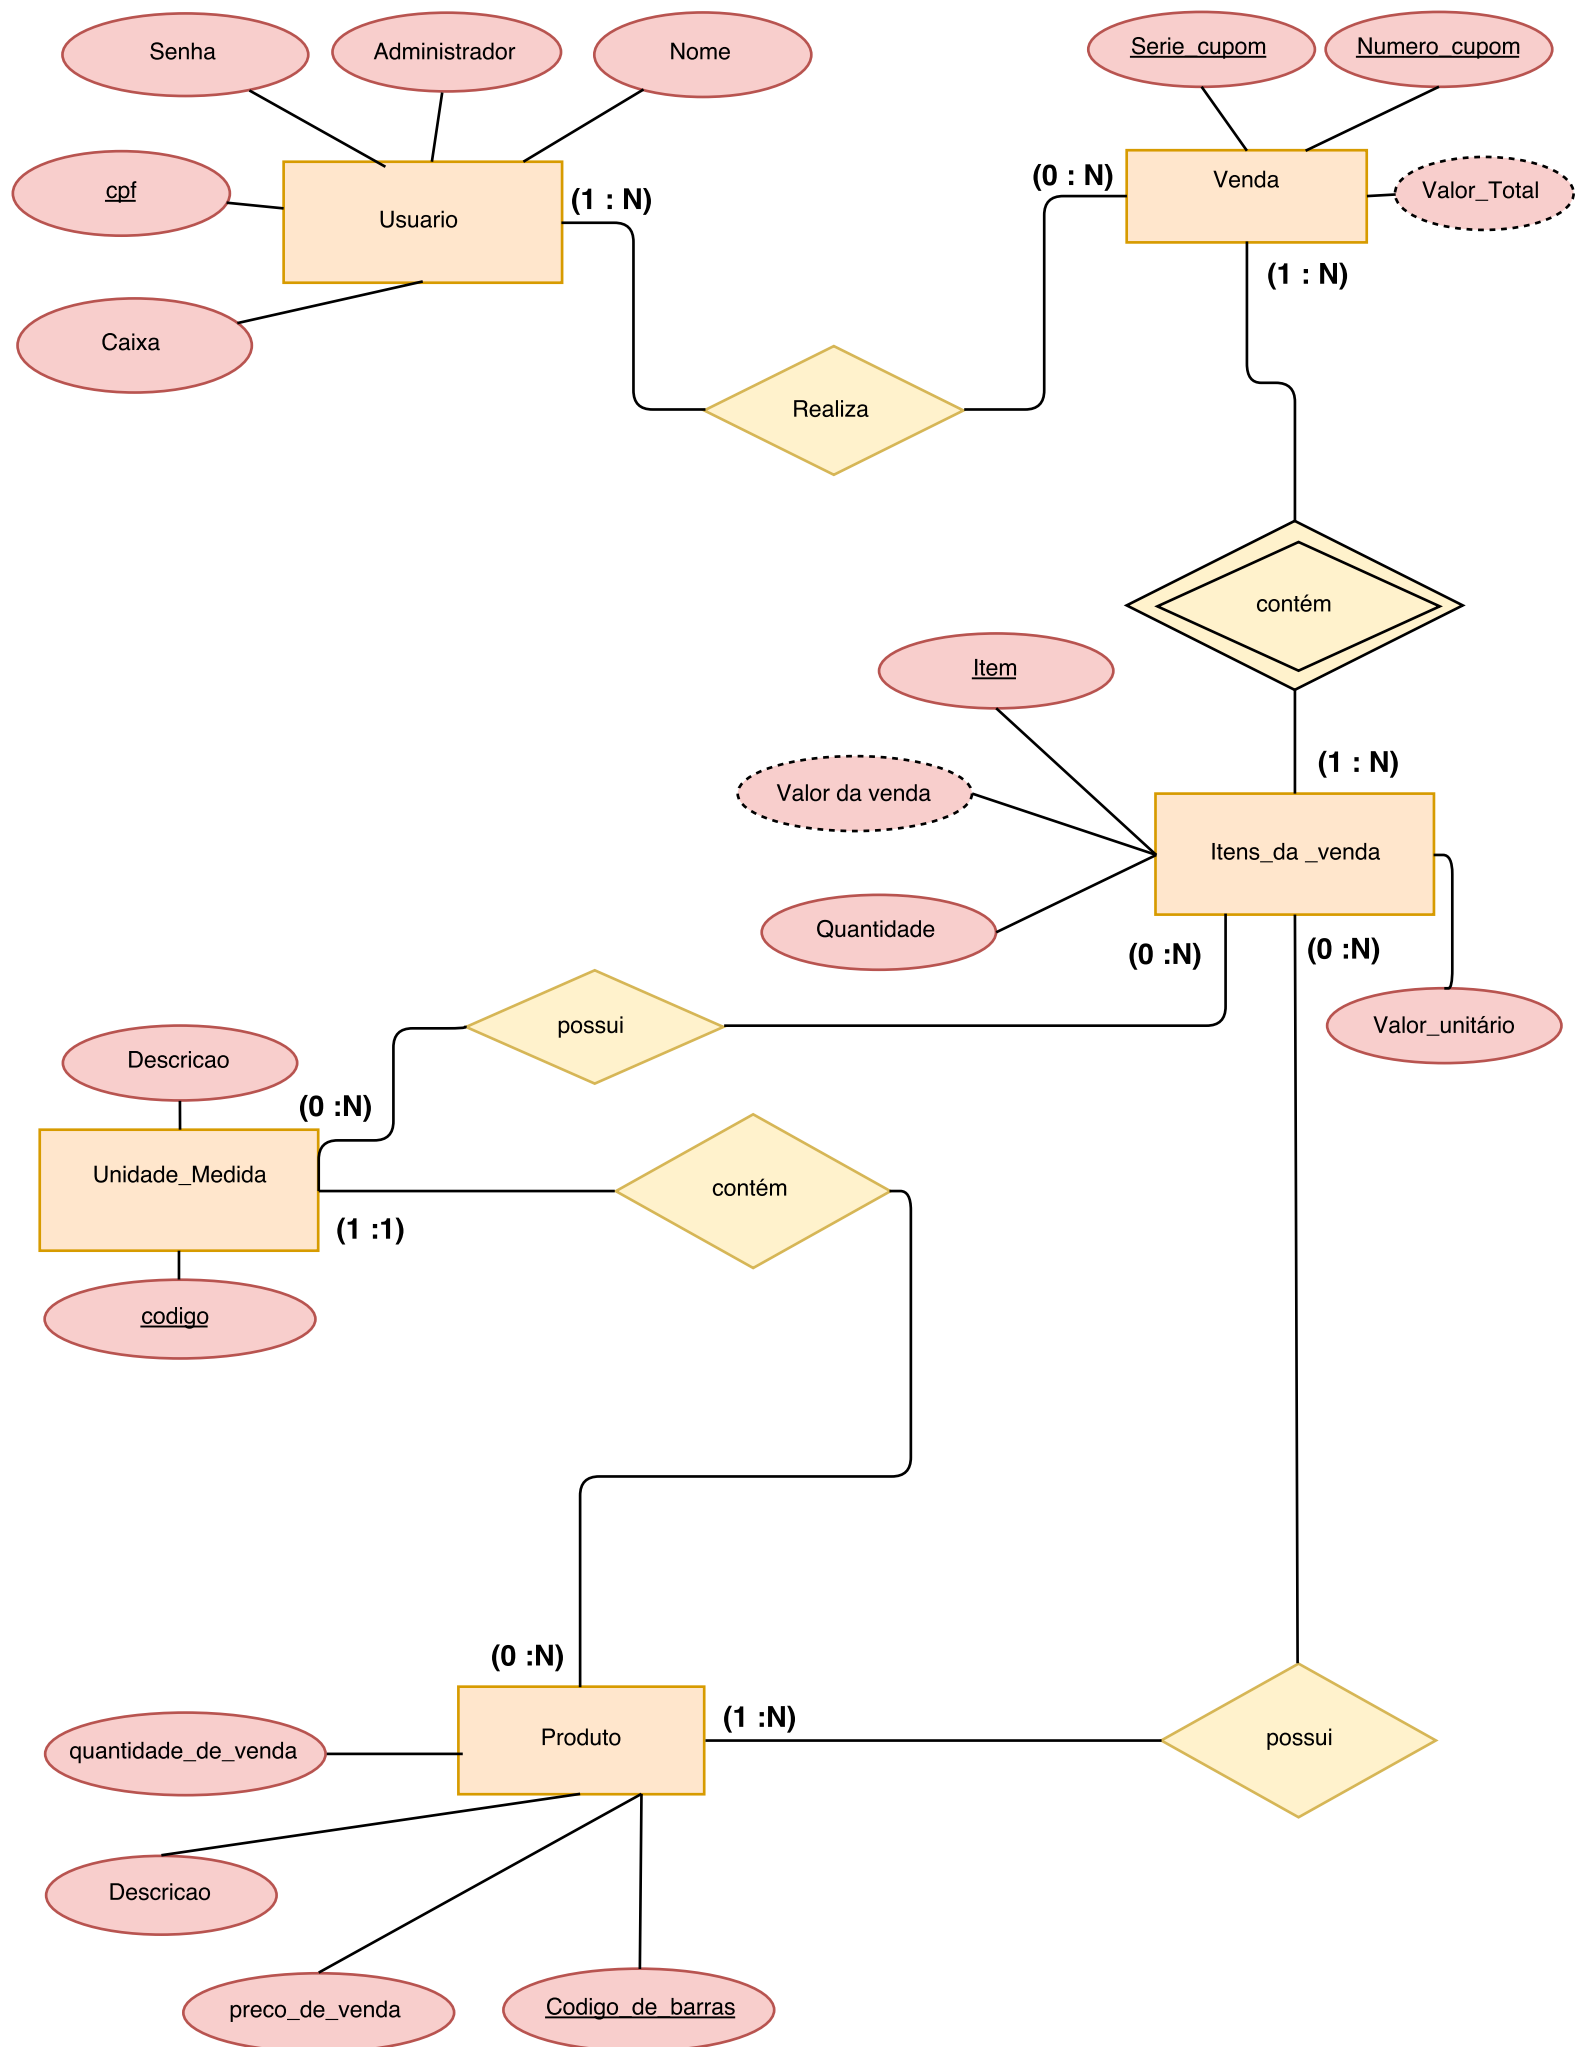 Senha
Administrador
Nome
Serie_cupom
Numero_cupom
cpf
Usuario
(1 : N)
(0 : N)
Venda
Valor_Total
(1 : N)
Caixa
Realiza
contém
Item
(1 : N)
Valor da venda
Itens_da _venda
Quantidade
(0 :N)
(0 :N)
possui
Valor_unitário
Descricao
(0 :N)
Unidade_Medida
contém
(1 :1)
codigo
(0 :N)
(1 :N)
Produto
possui
quantidade_de_venda
Descricao
preco_de_venda
Codigo_de_barras